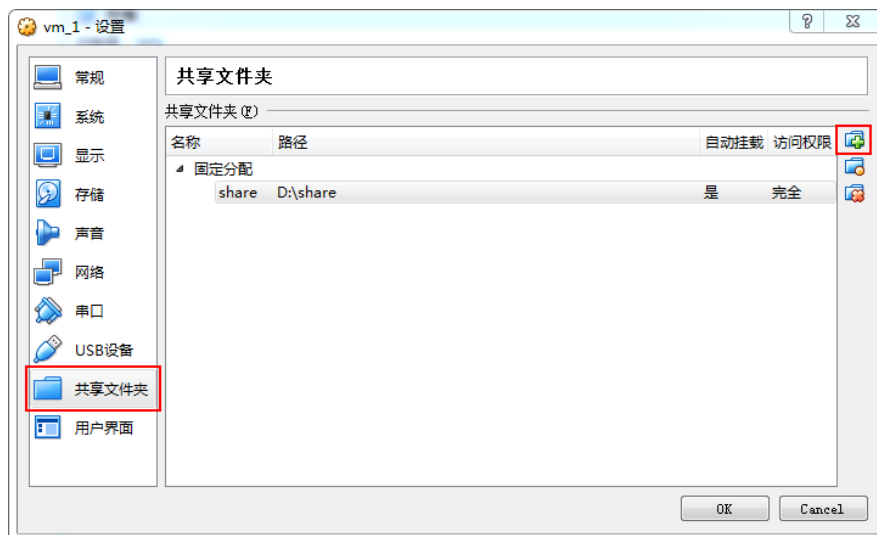 vm_1 - 设置
常规
系统
显示
存储
声音
网络
串口
USB设备
共享文件夹
用户界面
共享文件夹
共享文件夹(F)
名称 路径 自动挂载 访问权限
固定分配
share D:\share 是 完全
OK Cancel